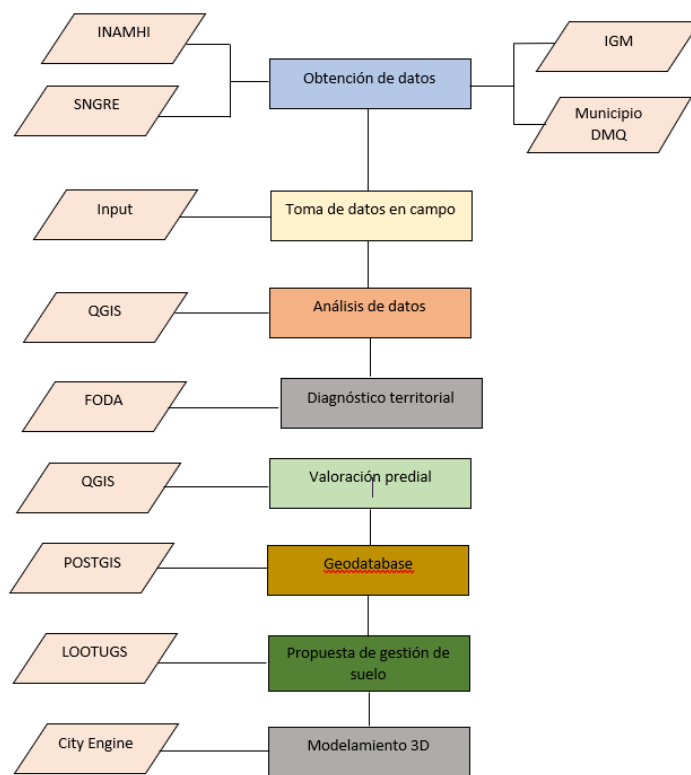 INAMHI
IGM
Obtención de datos
SNGRE
Municipio
DMQ
Input
Toma de datos en campo
QGIS
Análisis de datos
FODA
Diagnóstico territorial
QGIS
Valoración predial
POSTGIS
Geodatabase
LOOTUGS
Propuesta de gestión de
suelo
City Engine
Modelamiento 3D